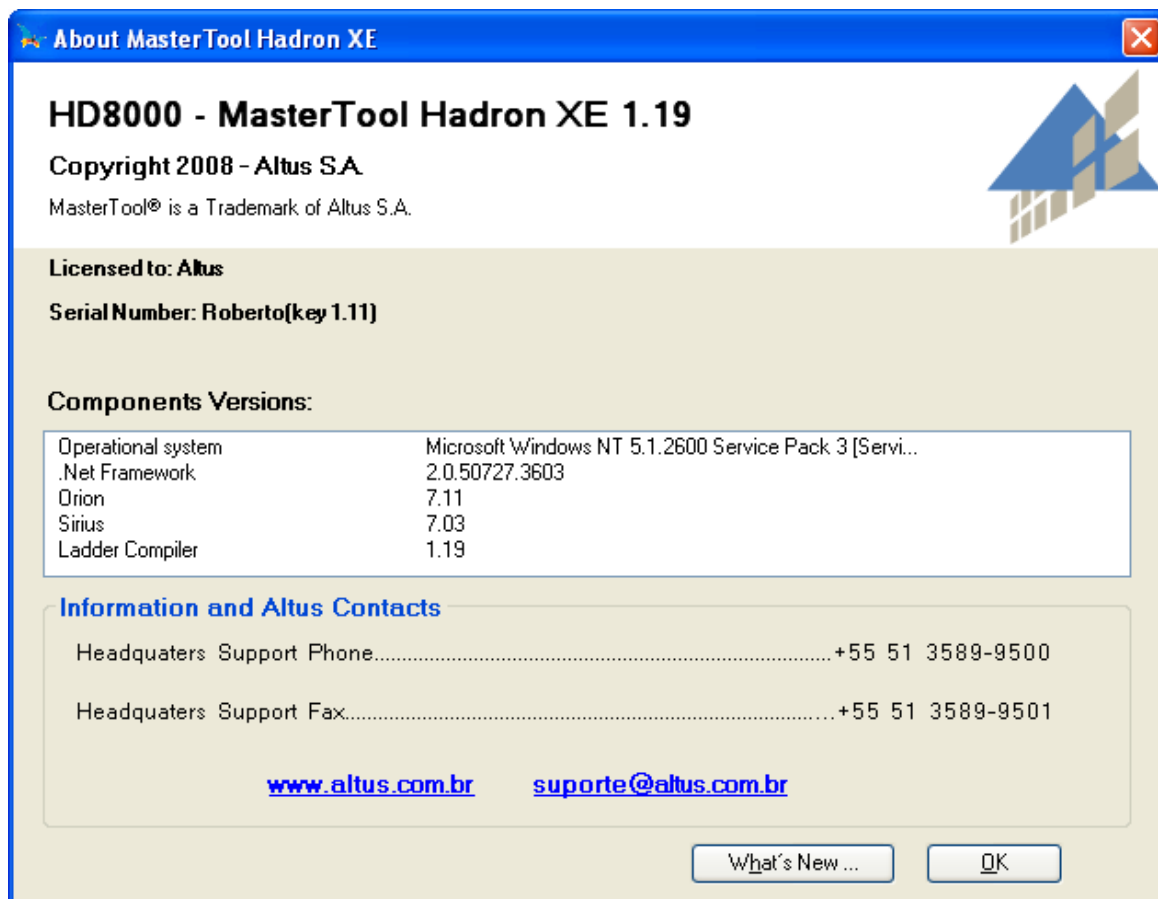 About MasterTool Hadron XE
HD8000 - MasterTool Hadron XE 1.19
Copyright 2008 - Altus S.A.
MasterTool® is a Trademark of Altus S.A.
Licensed to: Altus
Serial Number: Roberto(key 1.11)
Components Versions:
Operational system Microsoft Windows NT 5.1.2600 Service Pack 3 [Servi...
.Net Framework 2.0.50727.3603
Orion 7.11
Sirius 7.03
Ladder Compiler 1.19
Information and Altus Contacts
Headquaters Support Phone......................................................................................+55 51 3589-9500
Headquaters Support Fax............................................................................................+55 51 3589-9501
www.altus.com.br suporte@altus.com.br
What´s New ... OK